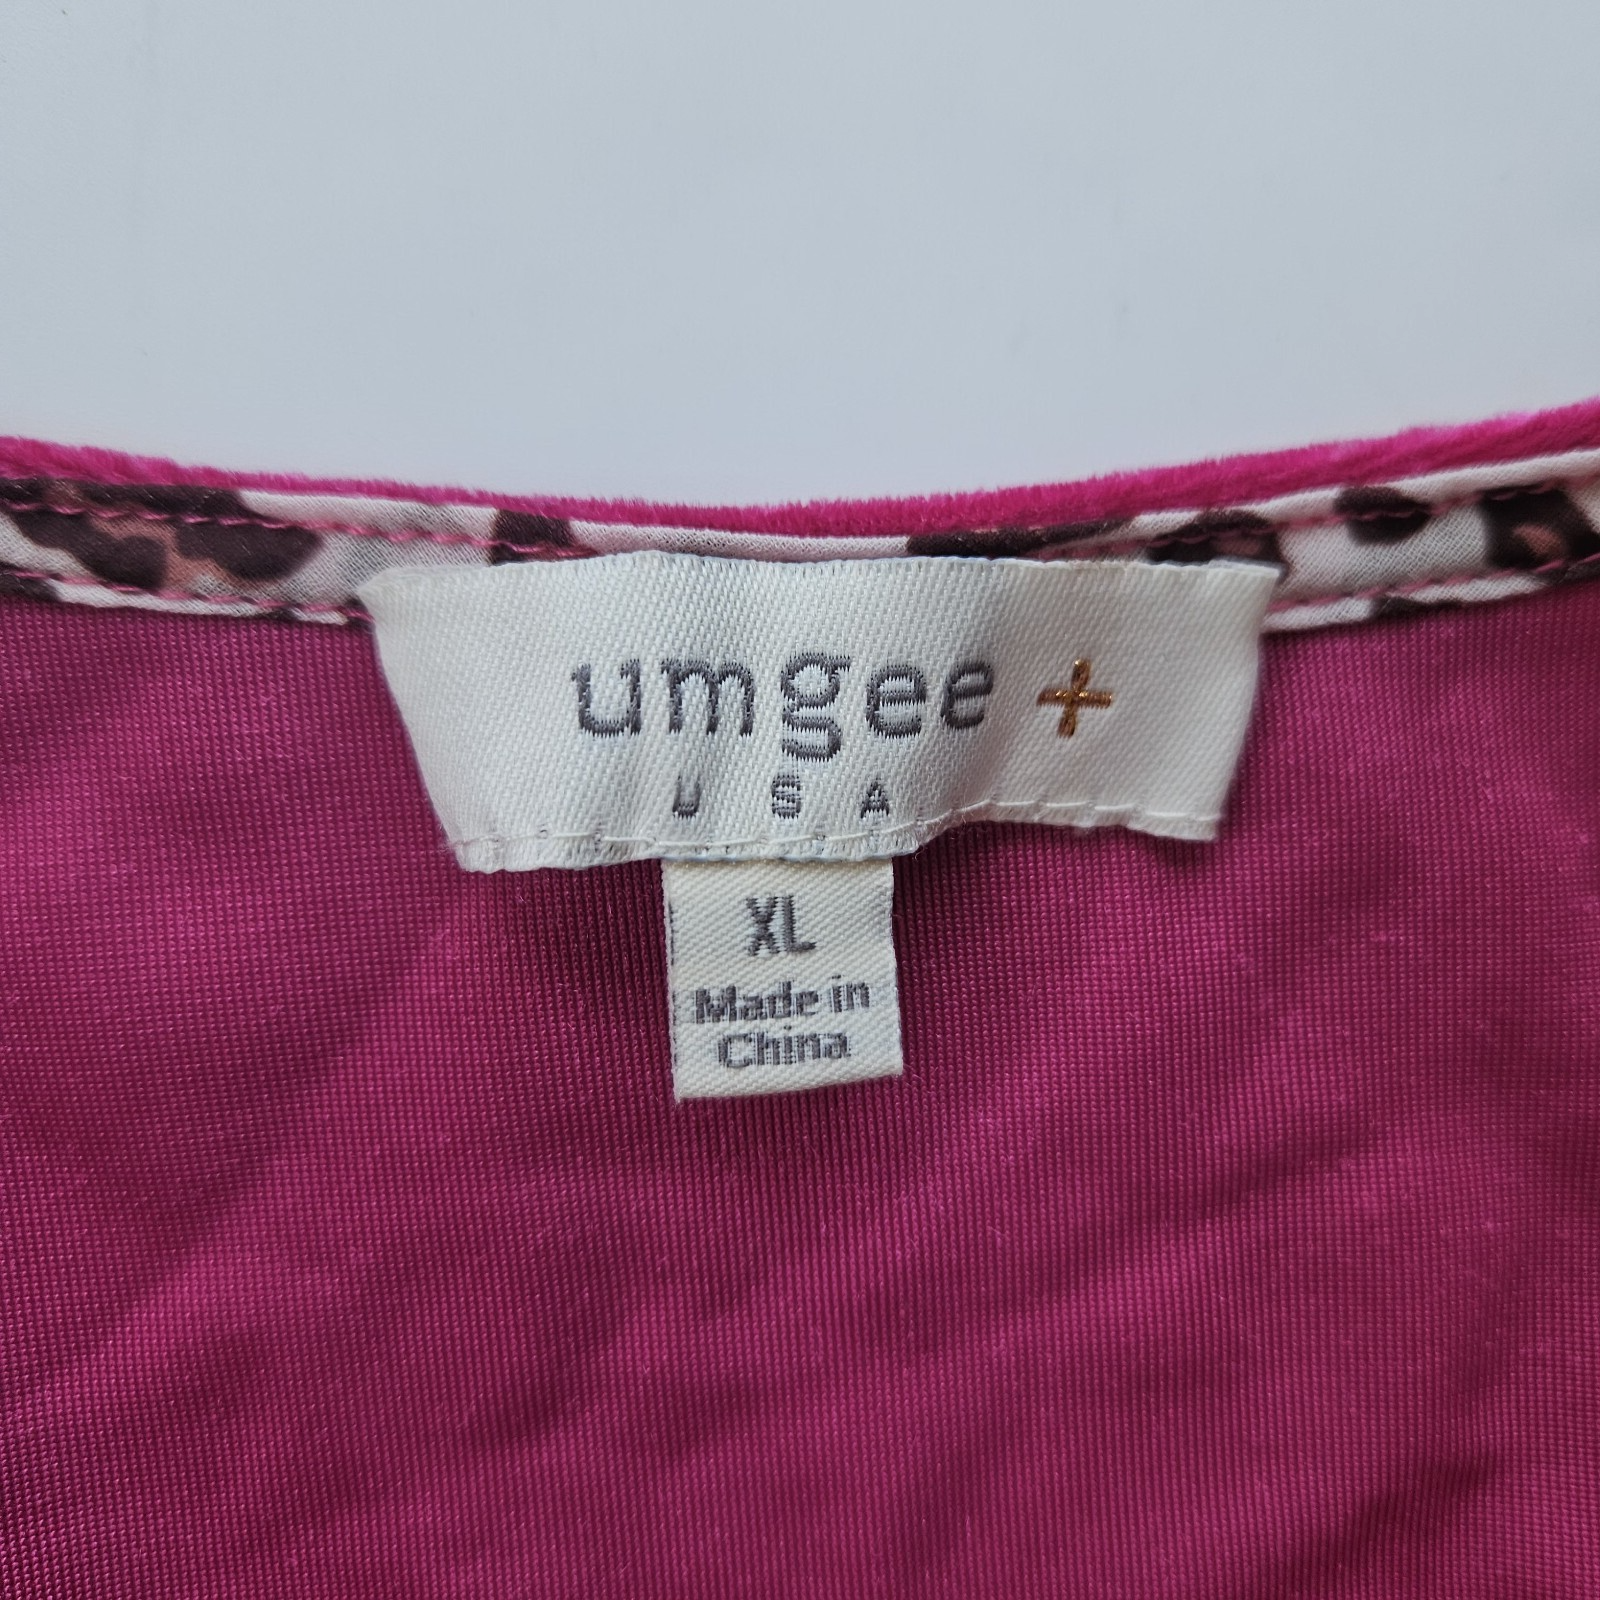 umgee +
USA
XL
Made in
China